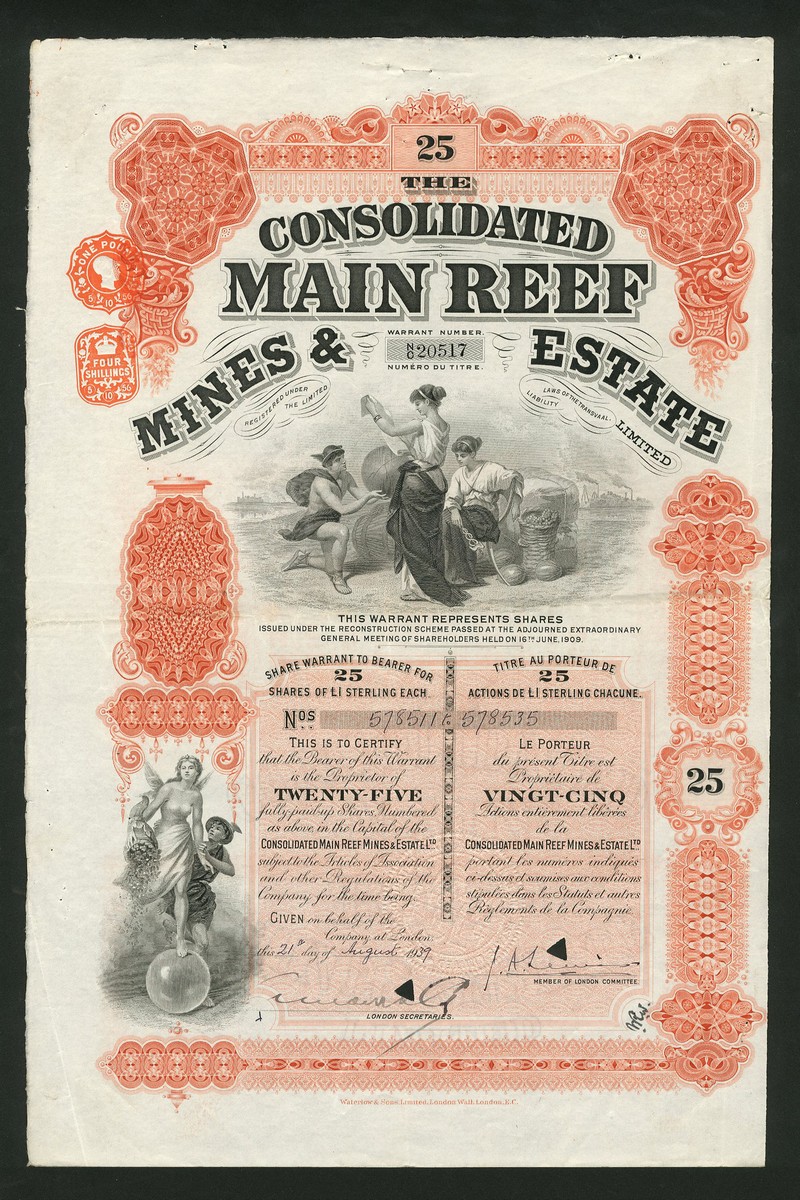 25
THE
CONSOLIDATED
MAIN REEF
MINES & ESTATE
LIMITED
ONE POUND
5 10 56
FOUR
SHILLINGS
5 10 56
WARRANT NUMBER.
N/C 20517
NUMÉRO DU TITRE.
REGISTERED UNDER THE LIMITED
LIABILITY LAWS OF THE TRANSVAAL
THIS WARRANT REPRESENTS SHARES
ISSUED UNDER THE RECONSTRUCTION SCHEME PASSED AT THE ADJOURNED EXTRAORDINARY
GENERAL MEETING OF SHAREHOLDERS HELD ON 16TH JUNE, 1909.
SHARE WARRANT TO BEARER FOR
25
SHARES OF £1 STERLING EACH.
TITRE AU PORTEUR DE
25
ACTIONS DE £1 STERLING CHACUNE.
Nos 578511 to 578535
THIS IS TO CERTIFY
that the Bearer of this Warrant
is the Proprietor of
TWENTY-FIVE
fully-paid up Shares, Numbered
as above, in the Capital of the
CONSOLIDATED MAIN REEF MINES & ESTATE, LTD
subject to the Articles of Association
and other Regulations of the
Company for the time being.
GIVEN on behalf of the
Company at London.
this 21st day of August 1939
LE PORTEUR
du présent Titre est
Propriétaire de
VINGT-CINQ
Actions entièrement libérées
de la
CONSOLIDATED MAIN REEF MINES & ESTATE, LTD
portant les numéros indiqués
ci-dessus et soumises aux conditions
stipulées dans les Statuts et autres
Règlements de la Compagnie.
25
MEMBER OF LONDON COMMITTEE.
LONDON SECRETARIES.
Waterlow & Sons Limited, London Wall, London, E.C.